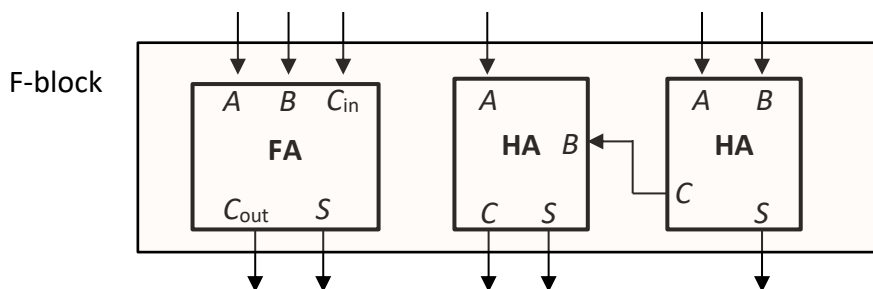 F-block
A B Cin
FA
Cout S
A
HA B
C S
A B
HA
C
S